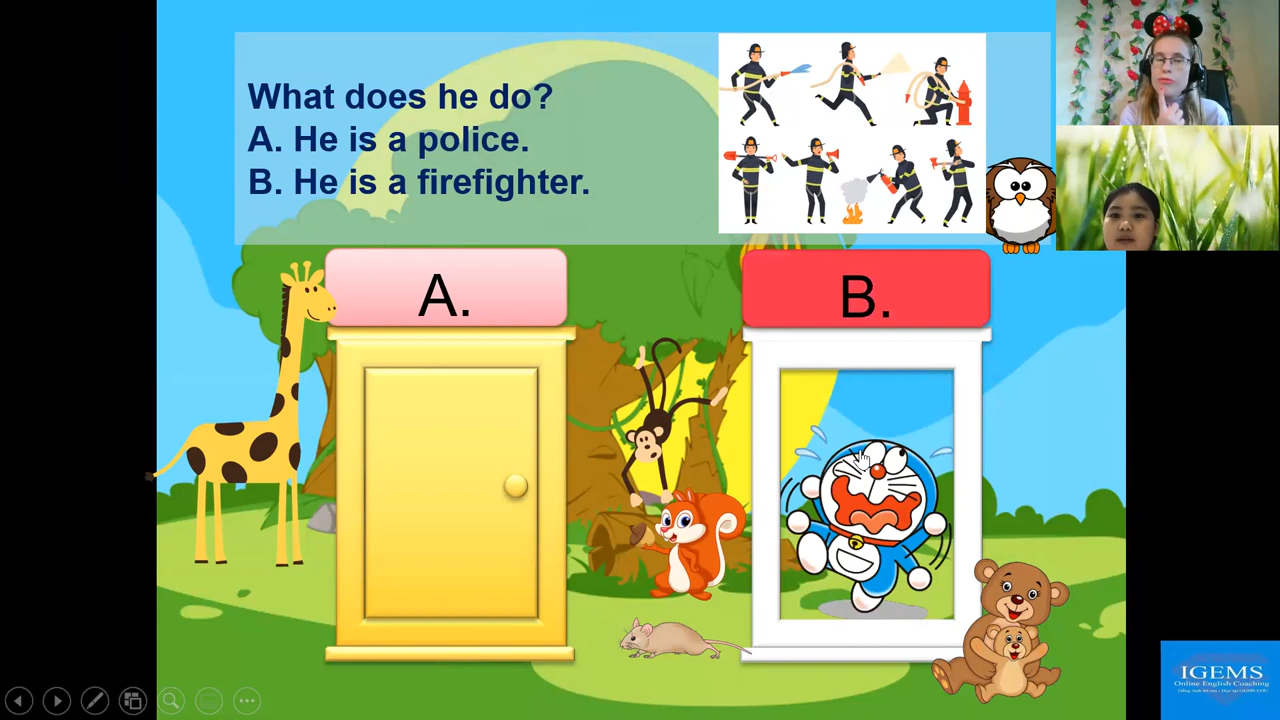 What does he do?
A. He is a police.
B. He is a firefighter.
A.
B.
IGEMS
Online English Coaching